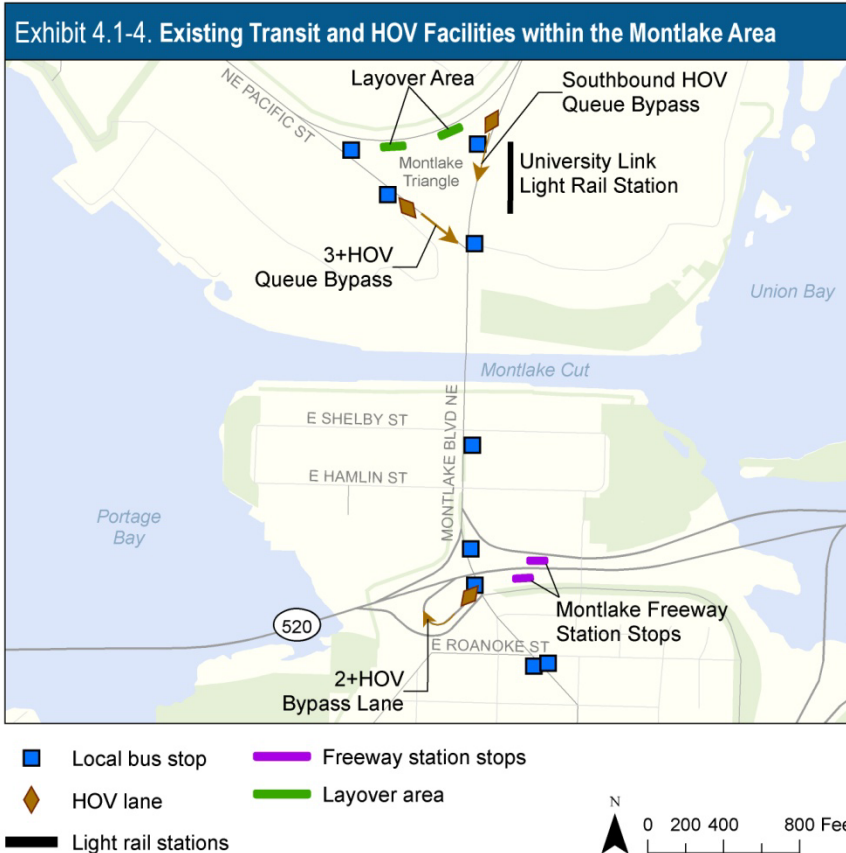 Exhibit 4.1-4. Existing Transit and HOV Facilities within the Montlake Area
Layover Area
Southbound HOV
Queue Bypass
NE PACIFIC ST
Montlake
Triangle
University Link
Light Rail Station
3+HOV
Queue Bypass
Union Bay
Montlake Cut
E SHELBY ST
MONTLAKE BLVD NE
E HAMLIN ST
Portage
Bay
520
Montlake Freeway
Station Stops
E ROANOKE ST
2+HOV
Bypass Lane
Local bus stop
Freeway station stops
HOV lane
Layover area
Light rail stations
N
0 200 400 800 Fee